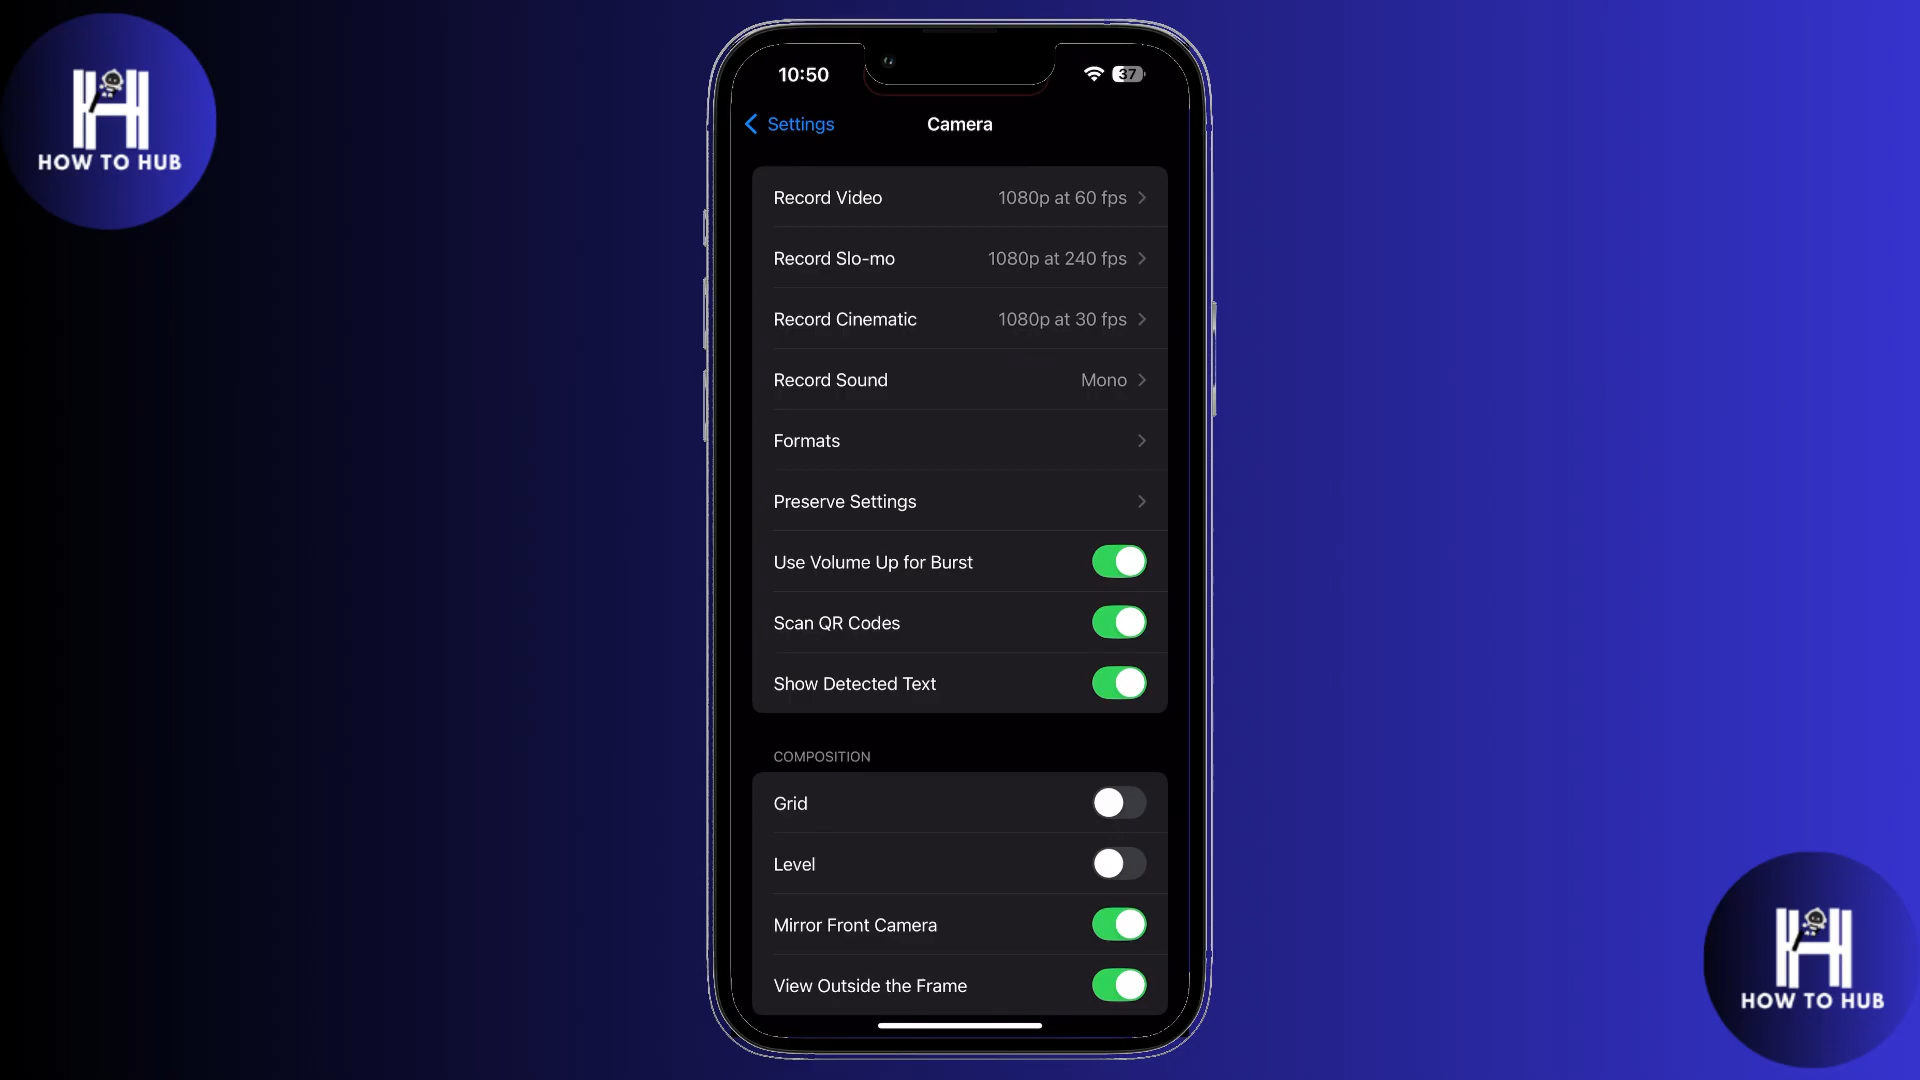 HOW TO HUB
10:50
37
Settings
Camera
Record Video 1080p at 60 fps
Record Slo-mo 1080p at 240 fps
Record Cinematic 1080p at 30 fps
Record Sound Mono
Formats
Preserve Settings
Use Volume Up for Burst
Scan QR Codes
Show Detected Text
COMPOSITION
Grid
Level
Mirror Front Camera
View Outside the Frame
HOW TO HUB